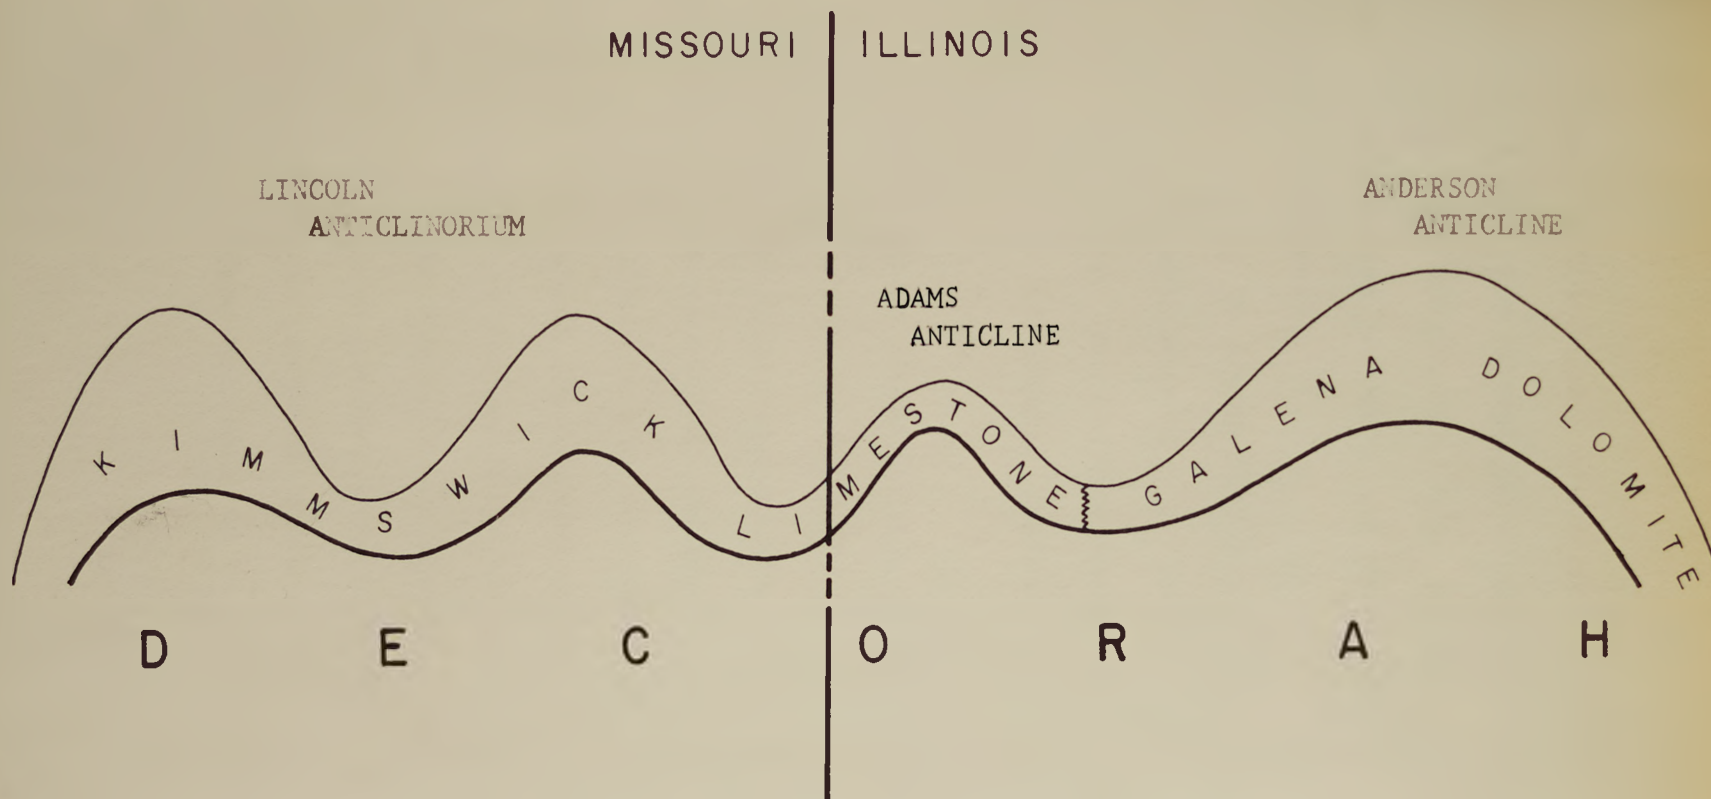 MISSOURI ILLINOIS
LINCOLN
ANTICLINORIUM
ANDERSON
ANTICLINE
ADAMS
ANTICLINE
KIMMSWICK LIMESTONE GALENA DOLOMITE
DECORAH